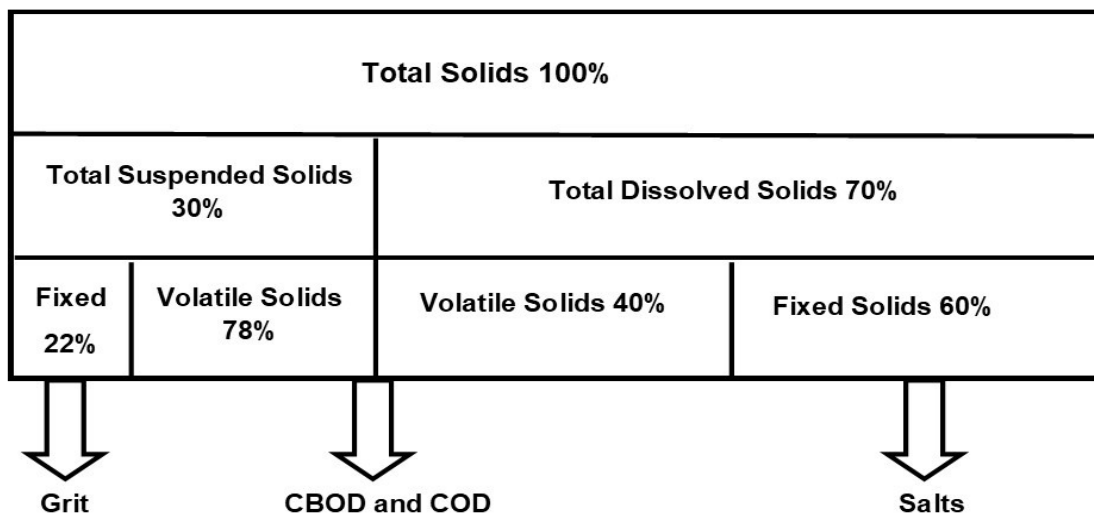 Total Solids 100%
Total Suspended Solids
30%
Total Dissolved Solids 70%
Fixed
22%
Volatile Solids
78%
Volatile Solids 40%
Fixed Solids 60%
Grit
CBOD and COD
Salts